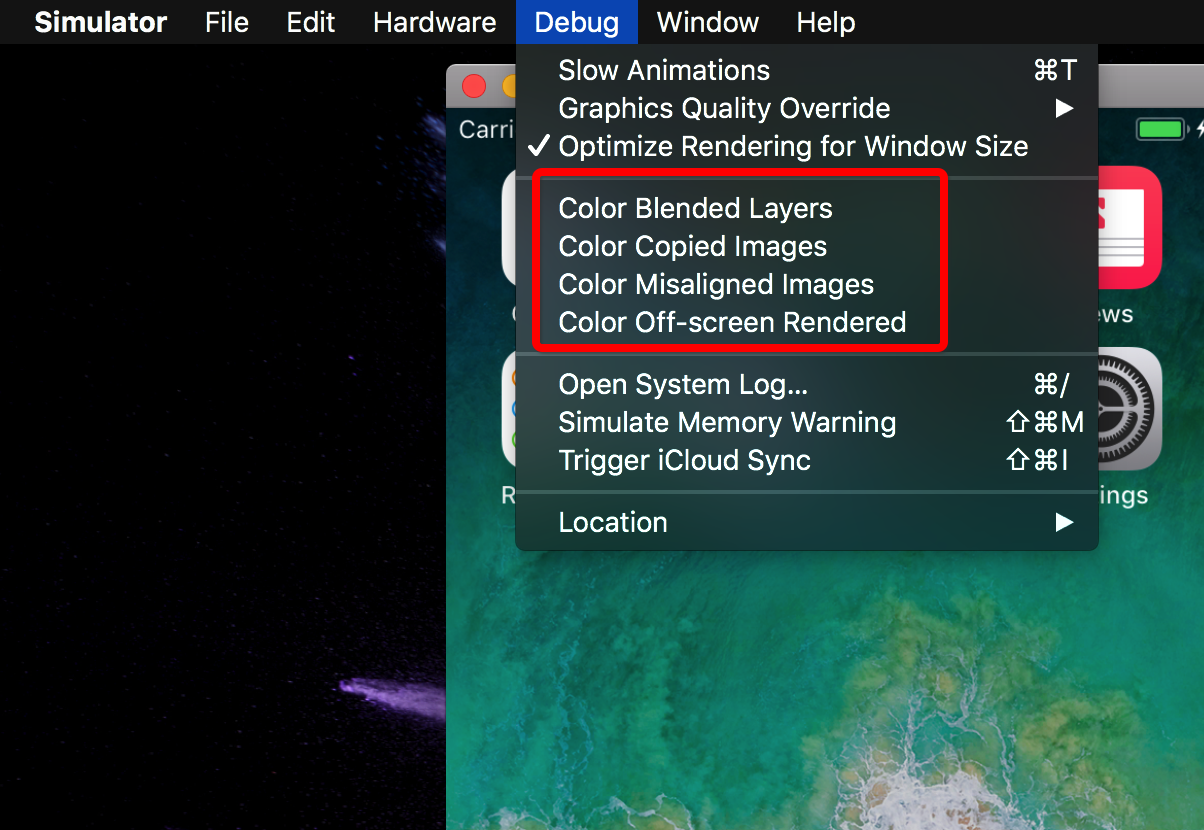 Simulator File Edit Hardware Debug Window Help
Slow Animations ⌘T
Graphics Quality Override ▶
✓ Optimize Rendering for Window Size
Color Blended Layers
Color Copied Images
Color Misaligned Images
Color Off-screen Rendered
Open System Log... ⌘/
Simulate Memory Warning ⇧⌘M
Trigger iCloud Sync ⇧⌘I
Location ▶
Carri
ews
R
ings